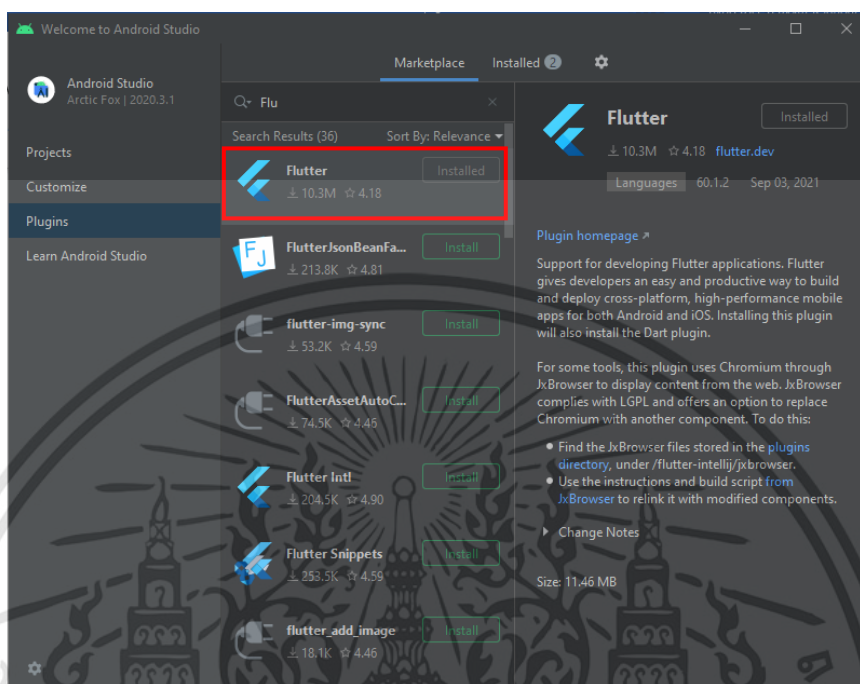 Welcome to Android Studio
Marketplace Installed 2
Android Studio
Arctic Fox | 2020.3.1
Projects
Customize
Plugins
Learn Android Studio
Flu
Search Results (36) Sort By: Relevance
Flutter Installed
10.3M 4.18
FlutterJsonBeanFa... Install
213.8K 4.81
flutter-img-sync Install
53.2K 4.59
FlutterAssetAutoC... Install
74.5K 4.46
Flutter Intl Install
204.5K 4.90
Flutter Snippets Install
253.5K 4.59
flutter_add_image Install
18.1K 4.46
Flutter Installed
10.3M 4.18 flutter.dev
Languages 60.1.2 Sep 03, 2021
Plugin homepage
Support for developing Flutter applications. Flutter
gives developers an easy and productive way to build
and deploy cross-platform, high-performance mobile
apps for both Android and iOS. Installing this plugin
will also install the Dart plugin.
For some tools, this plugin uses Chromium through
JxBrowser to display content from the web. JxBrowser
complies with LGPL and offers an option to replace
Chromium with another component. To do this:
Find the JxBrowser files stored in the plugins
directory, under /flutter-intellij/jxbrowser.
Use the instructions and build script from
JxBrowser to relink it with modified components.
Change Notes
Size: 11.46 MB